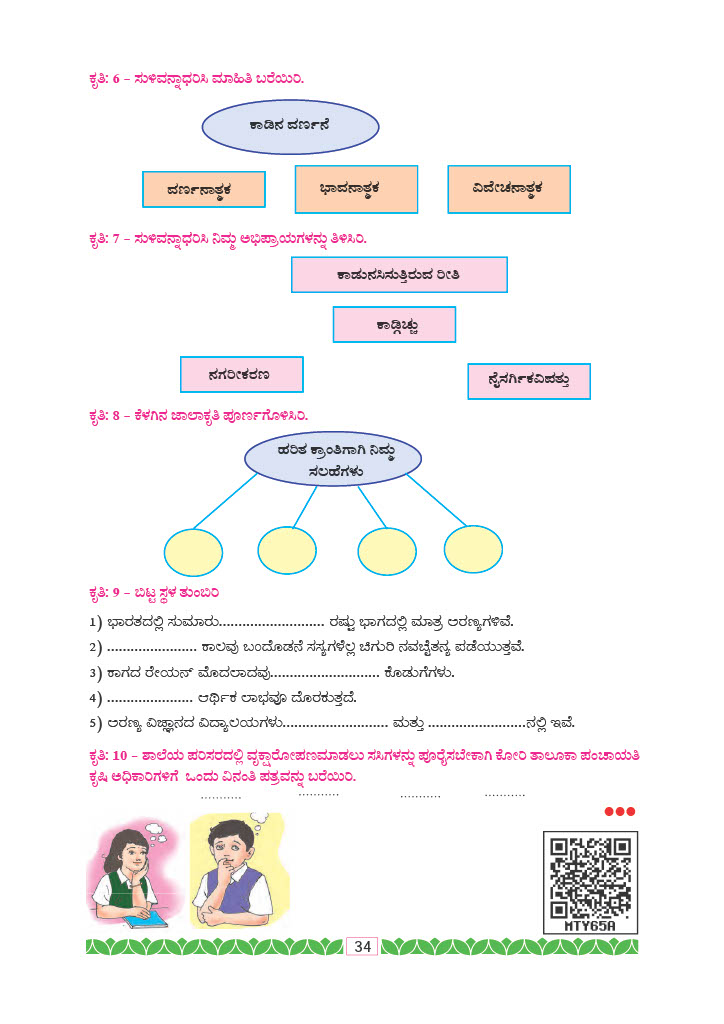 ಕೃತಿ: 6 – ಸುಳಿವನ್ನಾಧರಿಸಿ ಮಾಹಿತಿ ಬರೆಯಿರಿ.
ಕಾಡಿನ ವರ್ಣನೆ
ವರ್ಣನಾತ್ಮಕ ಭಾವನಾತ್ಮಕ ವಿವೇಚನಾತ್ಮಕ
ಕೃತಿ: 7 – ಸುಳಿವನ್ನಾಧರಿಸಿ ನಿಮ್ಮ ಅಭಿಪ್ರಾಯಗಳನ್ನು ತಿಳಿಸಿರಿ.
ಕಾಡುನಸಿಸುತ್ತಿರುವ ರೀತಿ
ಕಾಡ್ಗಿಚ್ಚು
ನಗರೀಕರಣ ನೈಸರ್ಗಿಕವಿಪತ್ತು
ಕೃತಿ: 8 – ಕೆಳಗಿನ ಜಾಲಾಕೃತಿ ಪೂರ್ಣಗೊಳಿಸಿರಿ.
ಹರಿತ ಕ್ರಾಂತಿಗಾಗಿ ನಿಮ್ಮ
ಸಲಹೆಗಳು
ಕೃತಿ: 9 – ಬಿಟ್ಟ ಸ್ಥಳ ತುಂಬಿರಿ
1) ಭಾರತದಲ್ಲಿ ಸುಮಾರು........................... ರಷ್ಟು ಭಾಗದಲ್ಲಿ ಮಾತ್ರ ಅರಣ್ಯಗಳಿವೆ.
2) ....................... ಕಾಲವು ಬಂದೊಡನೆ ಸಸ್ಯಗಳೆಲ್ಲ ಚಿಗುರಿ ನವಚೈತನ್ಯ ಪಡೆಯುತ್ತವೆ.
3) ಕಾಗದ ರೇಯನ್ ಮೊದಲಾದವು............................ ಕೊಡುಗೆಗಳು.
4) ...................... ಆರ್ಥಿಕ ಲಾಭವೂ ದೊರಕುತ್ತದೆ.
5) ಅರಣ್ಯ ವಿಜ್ಞಾನದ ವಿದ್ಯಾಲಯಗಳು........................... ಮತ್ತು .........................ನಲ್ಲಿ ಇವೆ.
ಕೃತಿ: 10 – ಶಾಲೆಯ ಪರಿಸರದಲ್ಲಿ ವೃಕ್ಷಾರೋಪಣಮಾಡಲು ಸಸಿಗಳನ್ನು ಪೂರೈಸಬೇಕಾಗಿ ಕೋರಿ ತಾಲೂಕಾ ಪಂಚಾಯತಿ
ಕೃಷಿ ಅಧಿಕಾರಿಗಳಿಗೆ ಒಂದು ವಿನಂತಿ ಪತ್ರವನ್ನು ಬರೆಯಿರಿ.
........... ........... ........... ...........
MTY65A
34